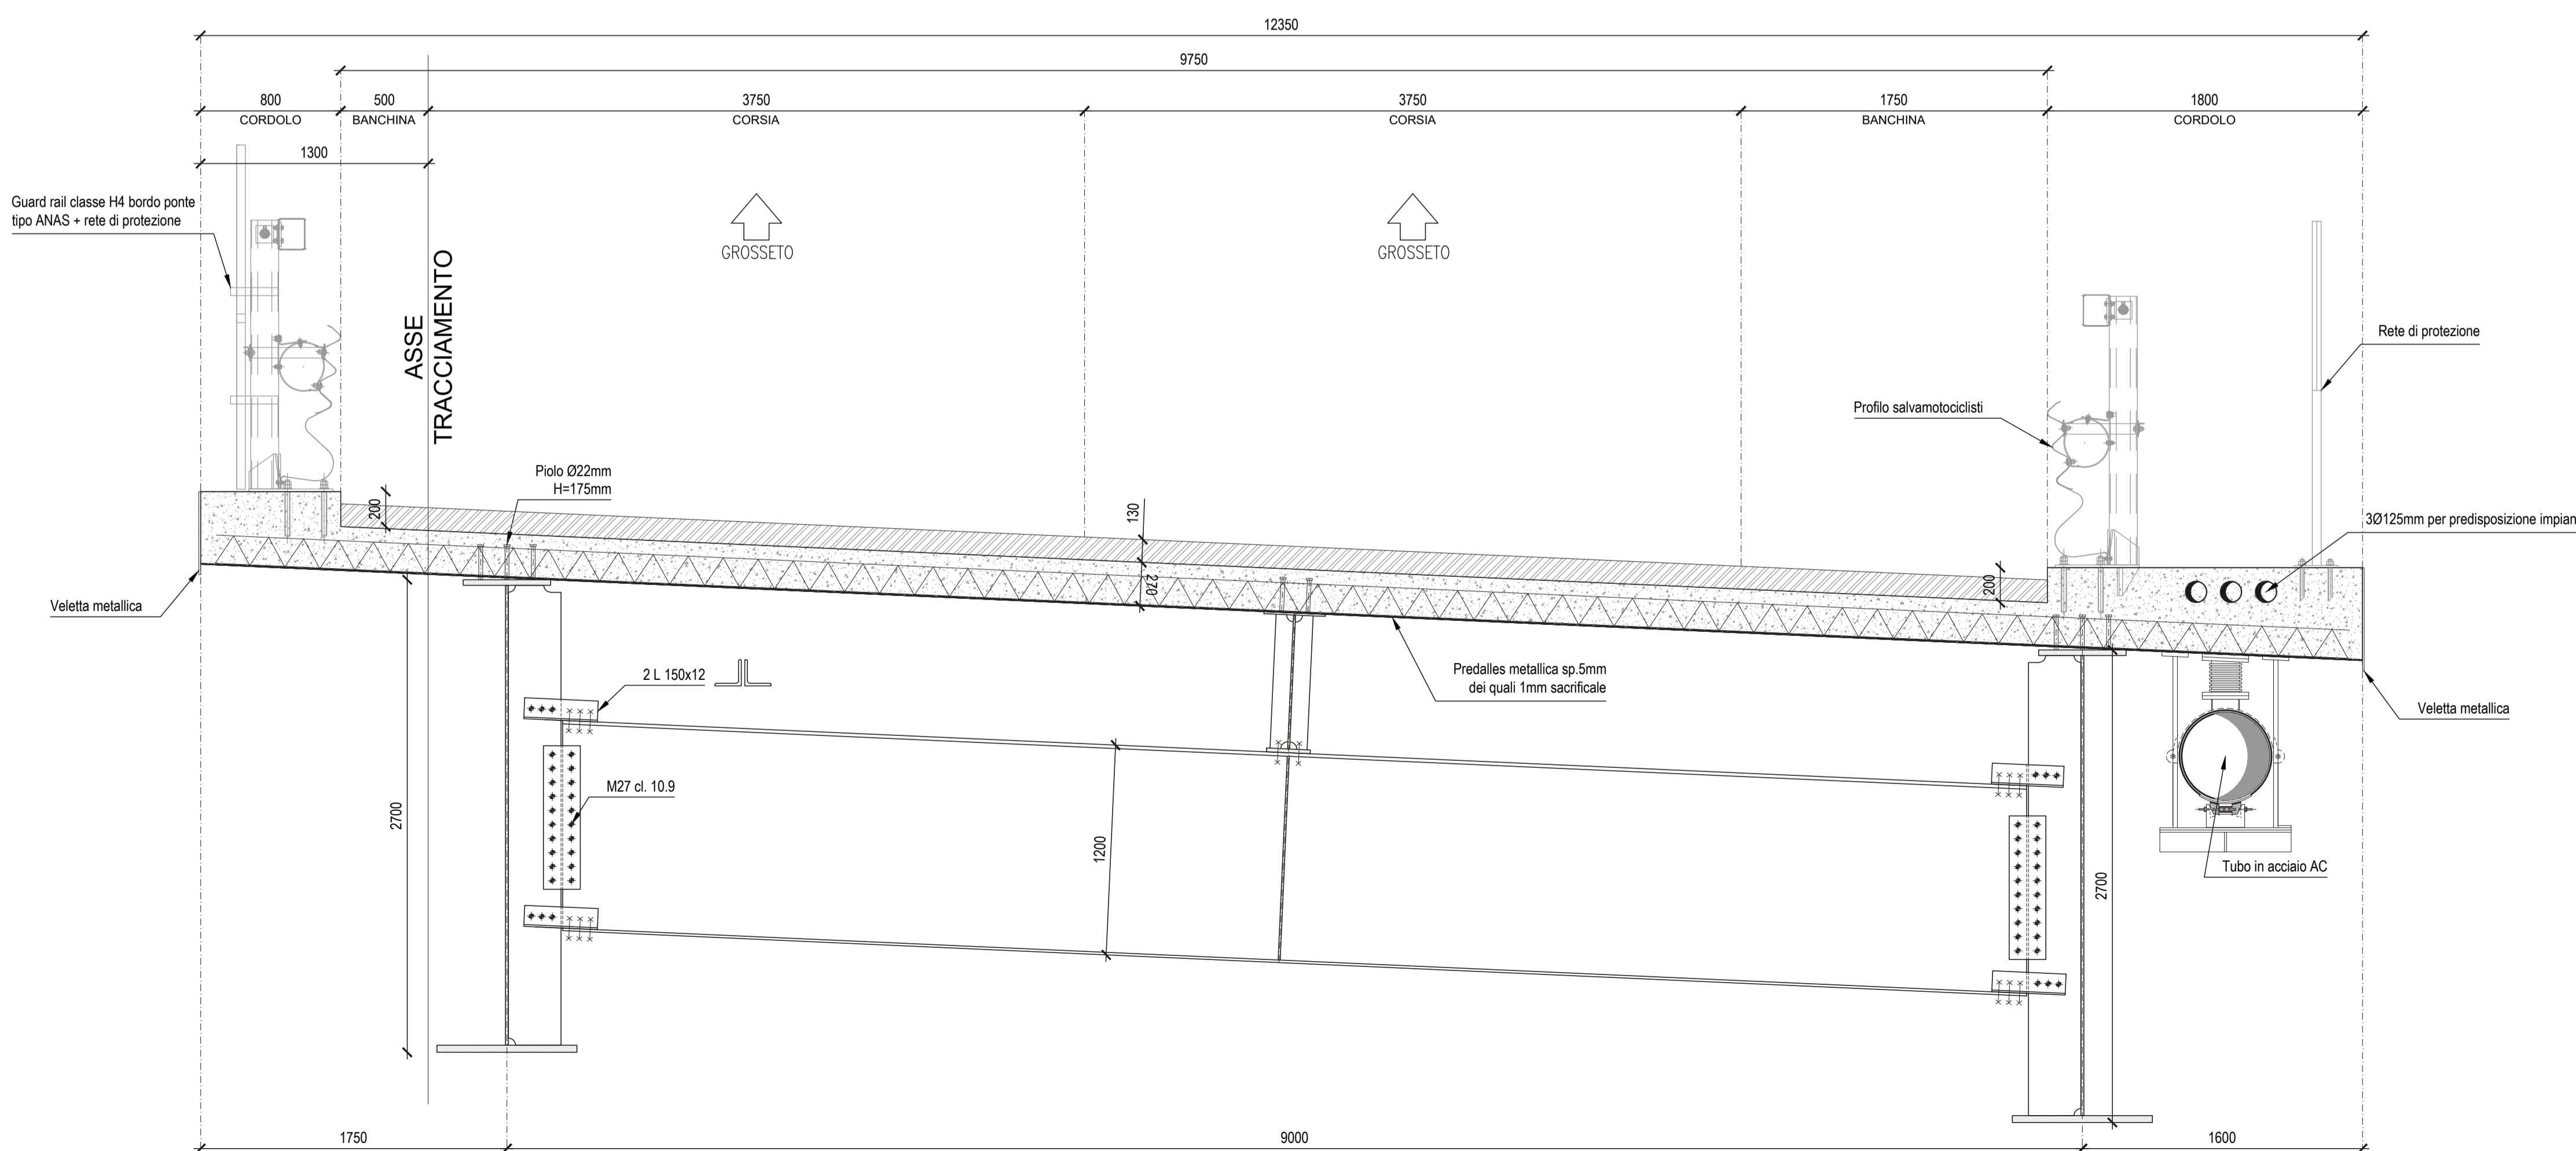 12350
9750
800
500
3750
3750
1750
1800
CORDOLO
BANCHINA
CORSIA
CORSIA
BANCHINA
CORDOLO
1300
Guard rail classe H4 bordo ponte
tipo ANAS + rete di protezione
GROSSETO
GROSSETO
ASSE
TRACCIAMENTO
Rete di protezione
Profilo salvamotociclisti
Piolo Ø22mm
H=175mm
200
130
270
200
3Ø125mm per predisposizione impian
Veletta metallica
2 L 150x12
Predalles metallica sp.5mm
dei quali 1mm sacrificale
Veletta metallica
M27 cl. 10.9
2700
1200
2700
Tubo in acciaio AC
1750
9000
1600